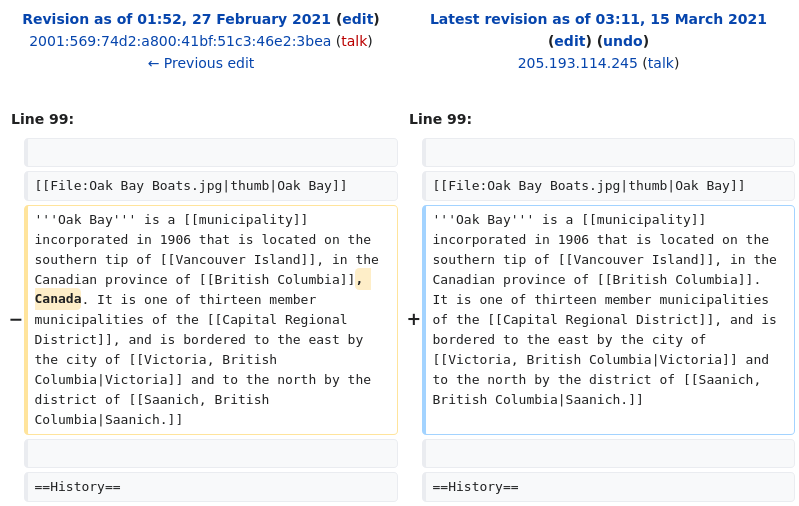 Revision as of 01:52, 27 February 2021 (edit)
2001:569:74d2:a800:41bf:51c3:46e2:3bea (talk)
← Previous edit
Latest revision as of 03:11, 15 March 2021
(edit) (undo)
205.193.114.245 (talk)
Line 99:
[[File:Oak Bay Boats.jpg|thumb|Oak Bay]]
−
'''Oak Bay''' is a [[municipality]]
incorporated in 1906 that is located on the
southern tip of [[Vancouver Island]], in the
Canadian province of [[British Columbia]],
Canada. It is one of thirteen member
municipalities of the [[Capital Regional
District]], and is bordered to the east by
the city of [[Victoria, British
Columbia|Victoria]] and to the north by the
district of [[Saanich, British
Columbia|Saanich.]]
==History==
Line 99:
[[File:Oak Bay Boats.jpg|thumb|Oak Bay]]
+
'''Oak Bay''' is a [[municipality]]
incorporated in 1906 that is located on the
southern tip of [[Vancouver Island]], in the
Canadian province of [[British Columbia]].
It is one of thirteen member municipalities
of the [[Capital Regional District]], and is
bordered to the east by the city of
[[Victoria, British Columbia|Victoria]] and
to the north by the district of [[Saanich,
British Columbia|Saanich.]]
==History==